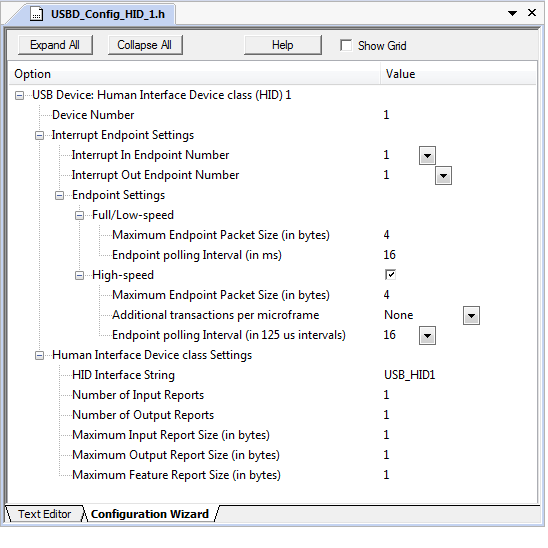 USBD_Config_HID_1.h
Expand All Collapse All Help Show Grid
Option Value
USB Device: Human Interface Device class (HID) 1
Device Number 1
Interrupt Endpoint Settings
Interrupt In Endpoint Number 1
Interrupt Out Endpoint Number 1
Endpoint Settings
Full/Low-speed
Maximum Endpoint Packet Size (in bytes) 4
Endpoint polling Interval (in ms) 16
High-speed
Maximum Endpoint Packet Size (in bytes) 4
Additional transactions per microframe None
Endpoint polling Interval (in 125 us intervals) 16
Human Interface Device class Settings
HID Interface String USB_HID1
Number of Input Reports 1
Number of Output Reports 1
Maximum Input Report Size (in bytes) 1
Maximum Output Report Size (in bytes) 1
Maximum Feature Report Size (in bytes) 1
Text Editor Configuration Wizard